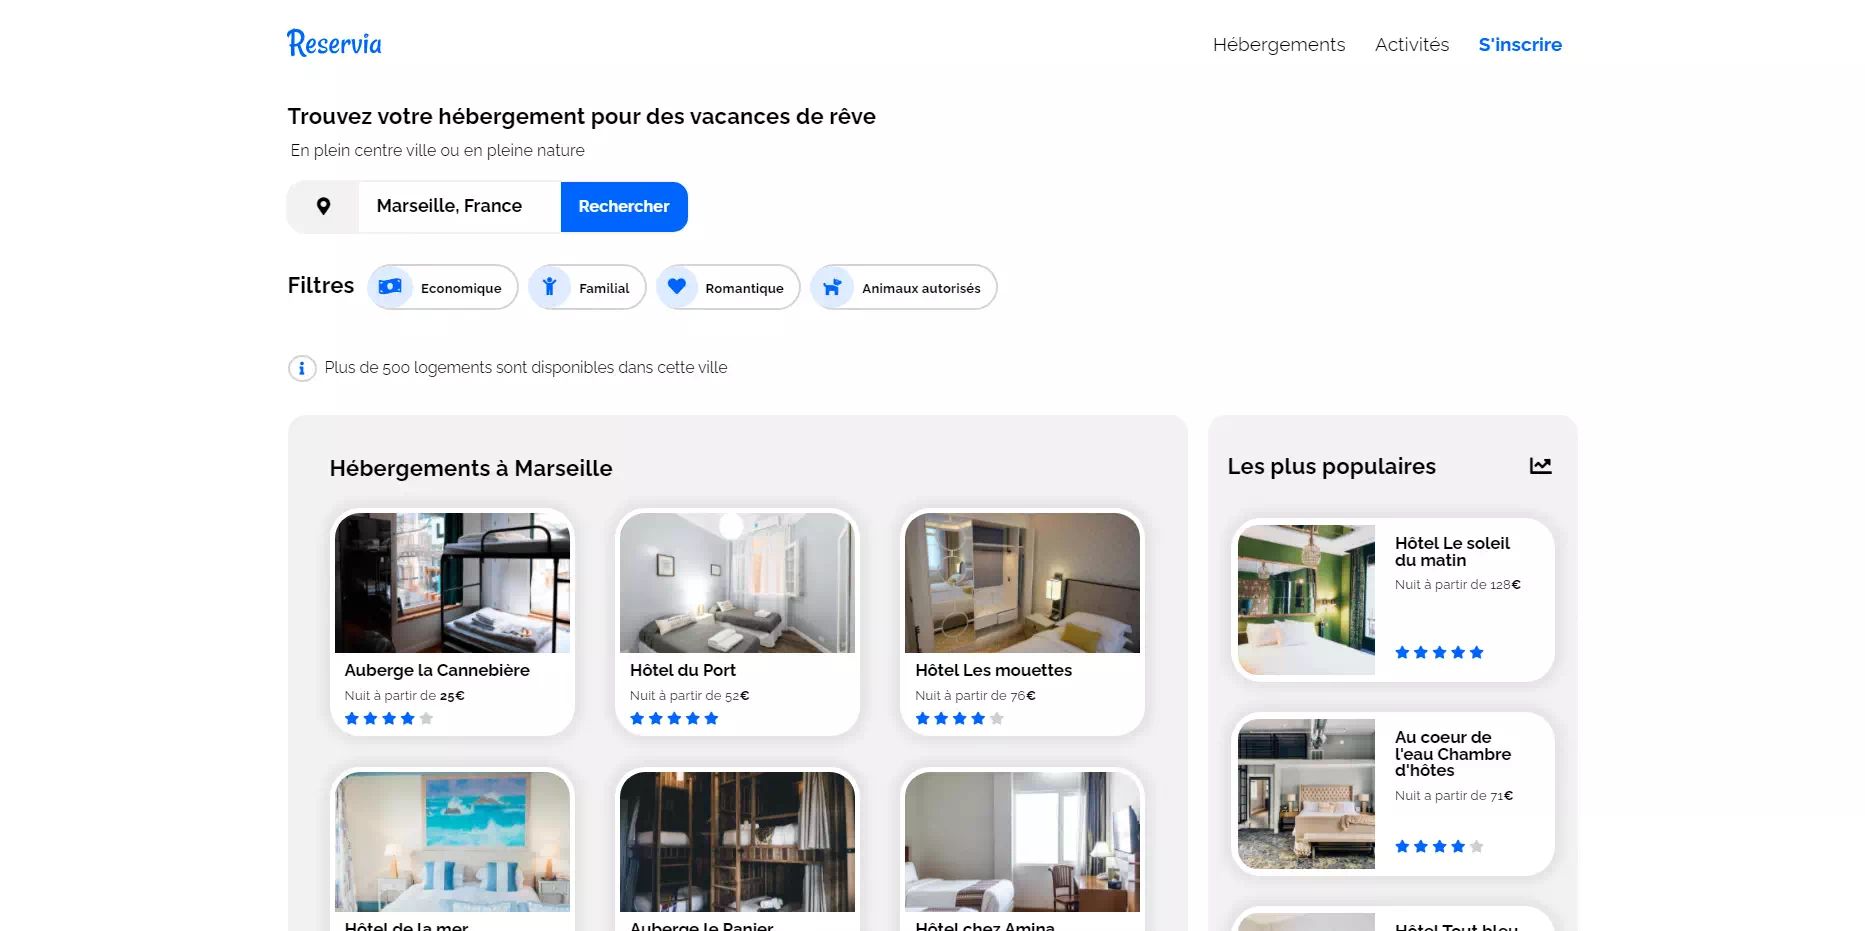 Reservia
Hébergements
Activités
S'inscrire
Trouvez votre hébergement pour des vacances de rêve
En plein centre ville ou en pleine nature
Marseille, France
Rechercher
Filtres
Economique
Familial
Romantique
Animaux autorisés
Plus de 500 logements sont disponibles dans cette ville
Hébergements à Marseille
Auberge la Cannebière
Nuit à partir de 25€
Hôtel du Port
Nuit à partir de 52€
Hôtel Les mouettes
Nuit à partir de 76€
Hôtel de la mer
Auberge le Panier
Hôtel chez Amina
Les plus populaires
Hôtel Le soleil
du matin
Nuit à partir de 128€
Au coeur de
l'eau Chambre
d'hôtes
Nuit a partir de 71€
Hôtel Tout bleu